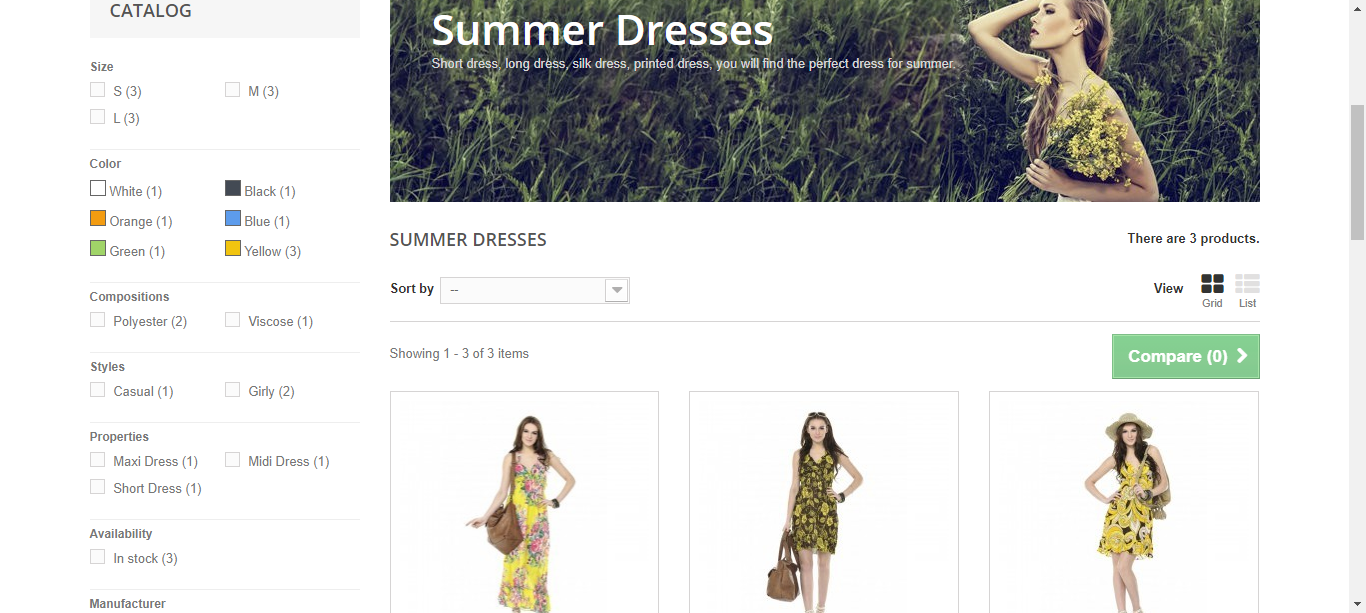 CATALOG
Size
S (3)
M (3)
L (3)
Color
White (1)
Black (1)
Orange (1)
Blue (1)
Green (1)
Yellow (3)
Compositions
Polyester (2)
Viscose (1)
Styles
Casual (1)
Girly (2)
Properties
Maxi Dress (1)
Midi Dress (1)
Short Dress (1)
Availability
In stock (3)
Manufacturer
Summer Dresses
Short dress, long dress, silk dress, printed dress, you will find the perfect dress for summer.
SUMMER DRESSES
There are 3 products.
Sort by
--
View
Grid
List
Showing 1 - 3 of 3 items
Compare (0)